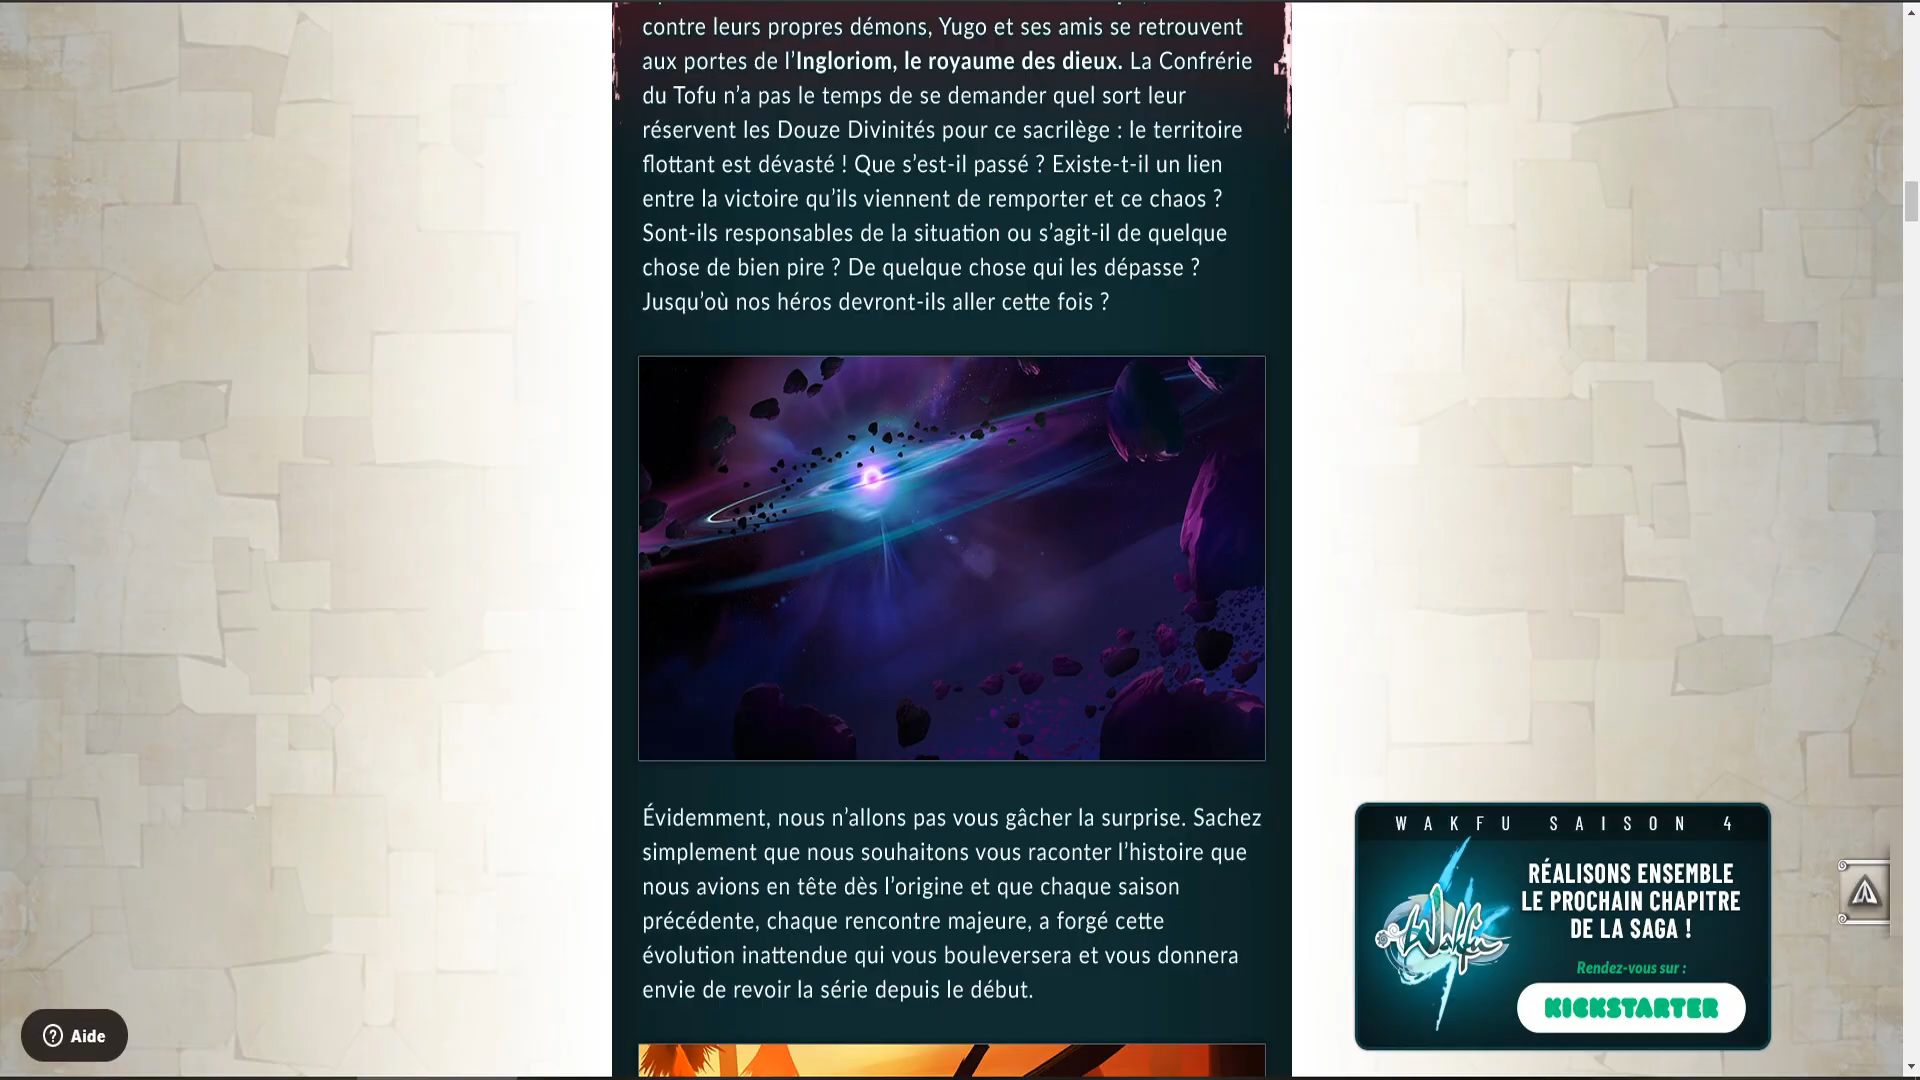 contre leurs propres démons, Yugo et ses amis se retrouvent
aux portes de l’Ingloriom, le royaume des dieux. La Confrérie
du Tofu n’a pas le temps de se demander quel sort leur
réservent les Douze Divinités pour ce sacrilège : le territoire
flottant est dévasté ! Que s’est-il passé ? Existe-t-il un lien
entre la victoire qu’ils viennent de remporter et ce chaos ?
Sont-ils responsables de la situation ou s’agit-il de quelque
chose de bien pire ? De quelque chose qui les dépasse ?
Jusqu’où nos héros devront-ils aller cette fois ?
Évidemment, nous n’allons pas vous gâcher la surprise. Sachez
simplement que nous souhaitons vous raconter l’histoire que
nous avions en tête dès l’origine et que chaque saison
précédente, chaque rencontre majeure, a forgé cette
évolution inattendue qui vous bouleversera et vous donnera
envie de revoir la série depuis le début.
WAKFU SAISON 4
RÉALISONS ENSEMBLE
LE PROCHAIN CHAPITRE
DE LA SAGA !
Wakfu
Rendez-vous sur :
KICKSTARTER
? Aide